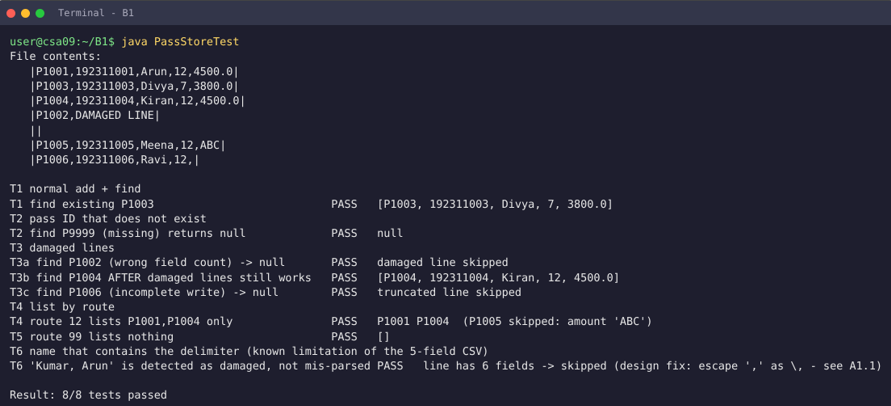 Terminal - B1
user@csa09:~/B1$ java PassStoreTest
File contents:
   |P1001,192311001,Arun,12,4500.0|
   |P1003,192311003,Divya,7,3800.0|
   |P1004,192311004,Kiran,12,4500.0|
   |P1002,DAMAGED LINE|
   ||
   |P1005,192311005,Meena,12,ABC|
   |P1006,192311006,Ravi,12,|

T1 normal add + find
T1 find existing P1003                            PASS   [P1003, 192311003, Divya, 7, 3800.0]
T2 pass ID that does not exist
T2 find P9999 (missing) returns null              PASS   null
T3 damaged lines
T3a find P1002 (wrong field count) -> null        PASS   damaged line skipped
T3b find P1004 AFTER damaged lines still works    PASS   [P1004, 192311004, Kiran, 12, 4500.0]
T3c find P1006 (incomplete write) -> null         PASS   truncated line skipped
T4 list by route
T4 route 12 lists P1001,P1004 only                PASS   P1001 P1004  (P1005 skipped: amount 'ABC')
T5 route 99 lists nothing                         PASS   []
T6 name that contains the delimiter (known limitation of the 5-field CSV)
T6 'Kumar, Arun' is detected as damaged, not mis-parsed PASS   line has 6 fields -> skipped (design fix: escape ',' as \, - see A1.1)

Result: 8/8 tests passed